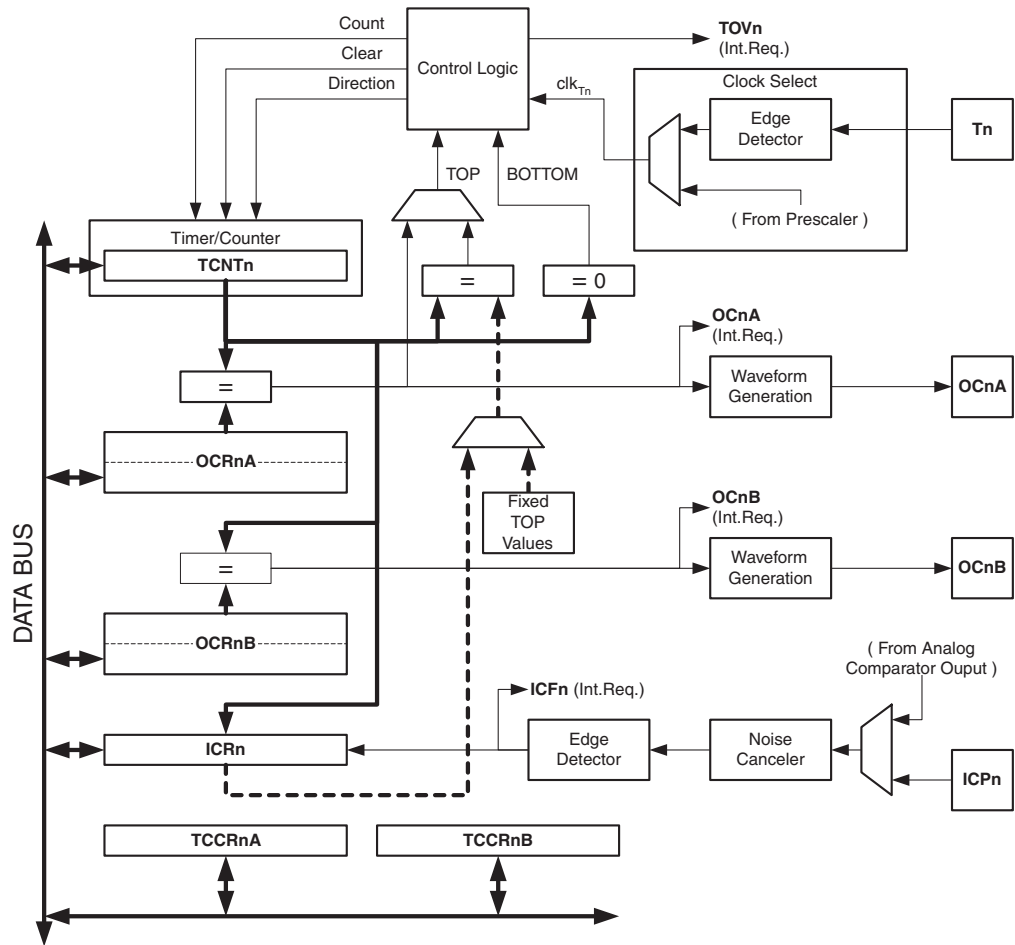 Count
Clear
Direction
Control Logic
TOVn
(Int.Req.)
clkTn
Clock Select
Edge
Detector
Tn
( From Prescaler )
TOP
BOTTOM
Timer/Counter
TCNTn
=
= 0
OCnA
(Int.Req.)
=
Waveform
Generation
OCnA
OCRnA
Fixed
TOP
Values
OCnB
(Int.Req.)
=
Waveform
Generation
OCnB
OCRnB
DATA BUS
( From Analog
Comparator Ouput )
ICFn (Int.Req.)
ICRn
Edge
Detector
Noise
Canceler
ICPn
TCCRnA
TCCRnB